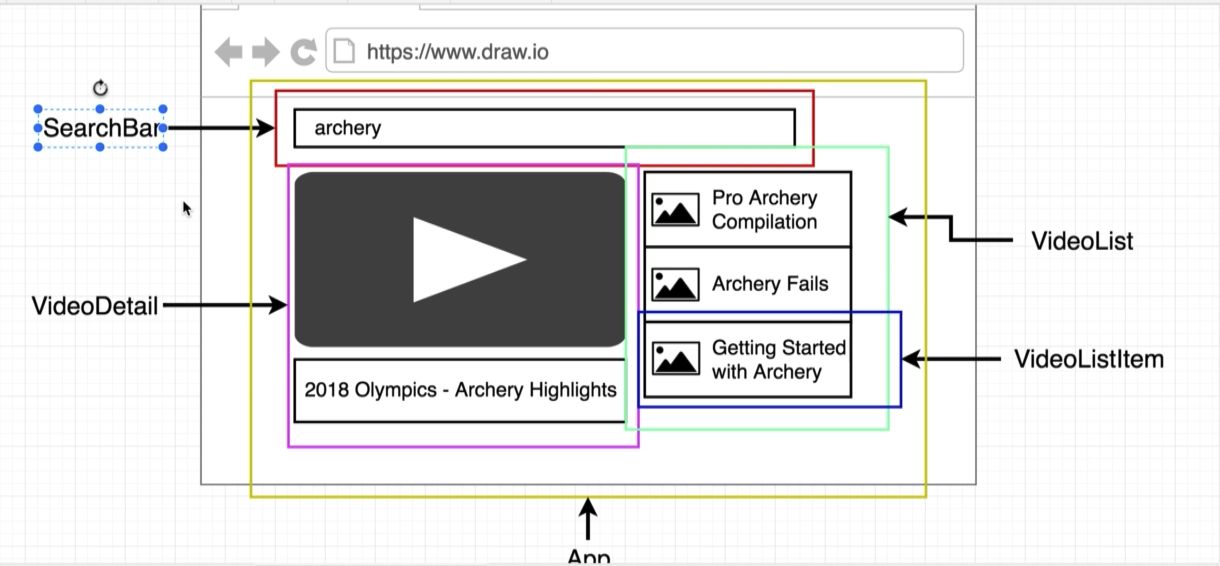 https://www.draw.io
SearchBar
archery
Pro Archery
Compilation
VideoList
Archery Fails
VideoDetail
Getting Started
with Archery
VideoListItem
2018 Olympics - Archery Highlights
App